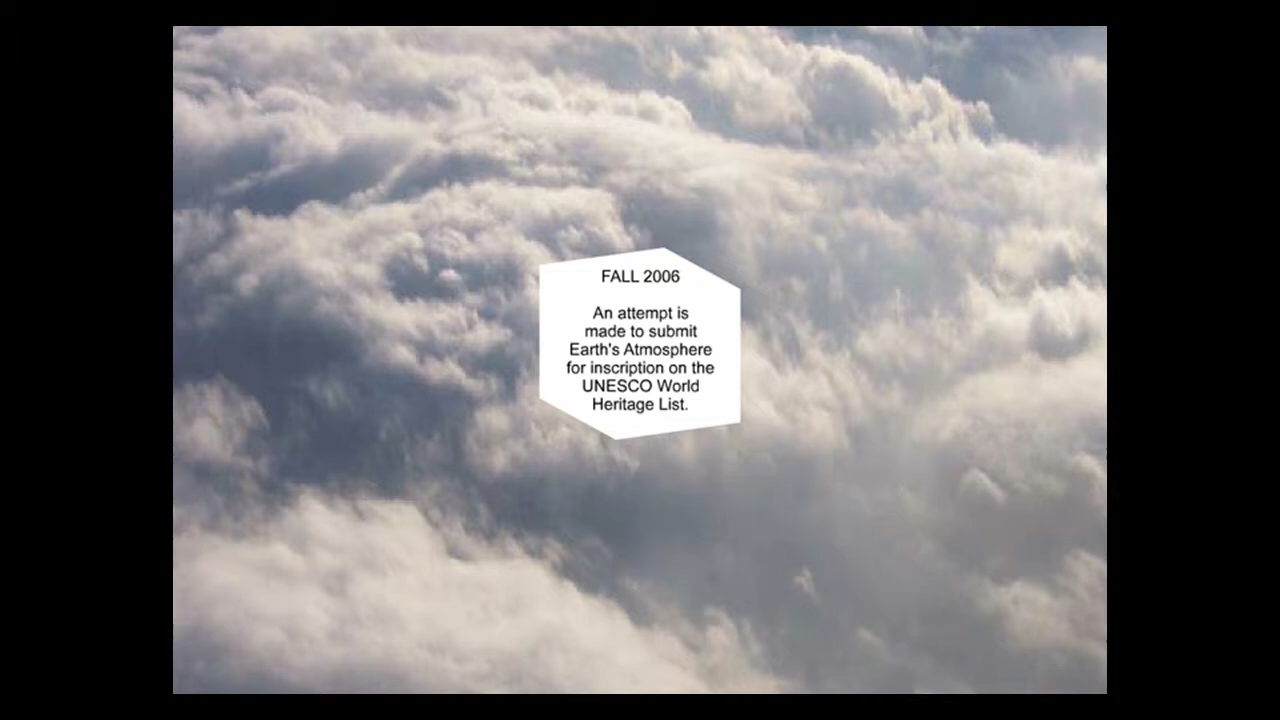 FALL 2006
An attempt is
made to submit
Earth's Atmosphere
for inscription on the
UNESCO World
Heritage List.